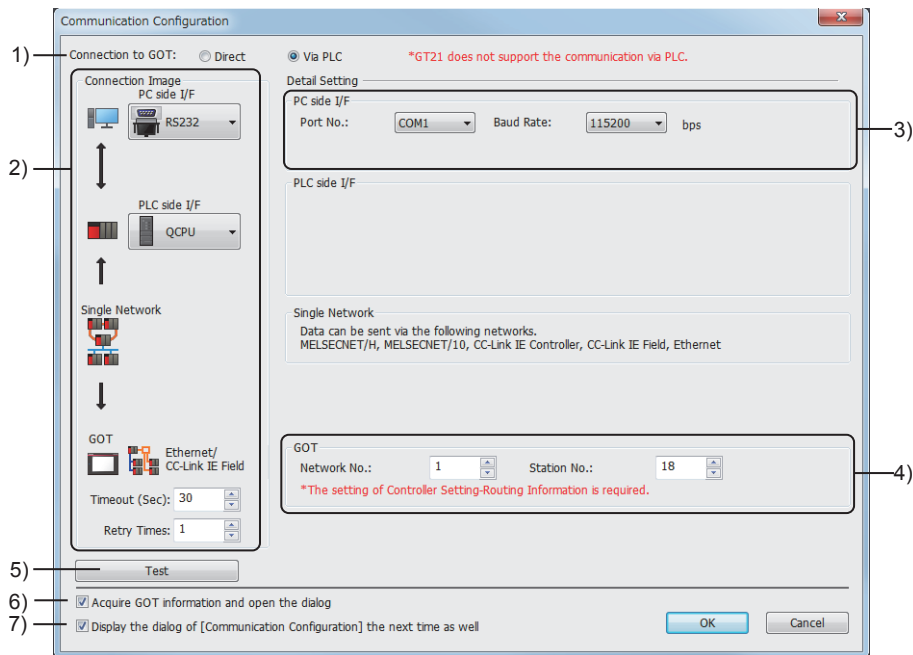 Communication Configuration
1)
Connection to GOT: Direct Via PLC *GT21 does not support the communication via PLC.
2)
Connection Image
PC side I/F
RS232
PLC side I/F
QCPU
Single Network
GOT
Ethernet/
CC-Link IE Field
Timeout (Sec): 30
Retry Times: 1
Detail Setting
3)
PC side I/F
Port No.: COM1 Baud Rate: 115200 bps
PLC side I/F
Single Network
Data can be sent via the following networks.
MELSECNET/H, MELSECNET/10, CC-Link IE Controller, CC-Link IE Field, Ethernet
4)
GOT
Network No.: 1 Station No.: 18
*The setting of Controller Setting-Routing Information is required.
5)
Test
6)
Acquire GOT information and open the dialog
7)
Display the dialog of [Communication Configuration] the next time as well
OK Cancel